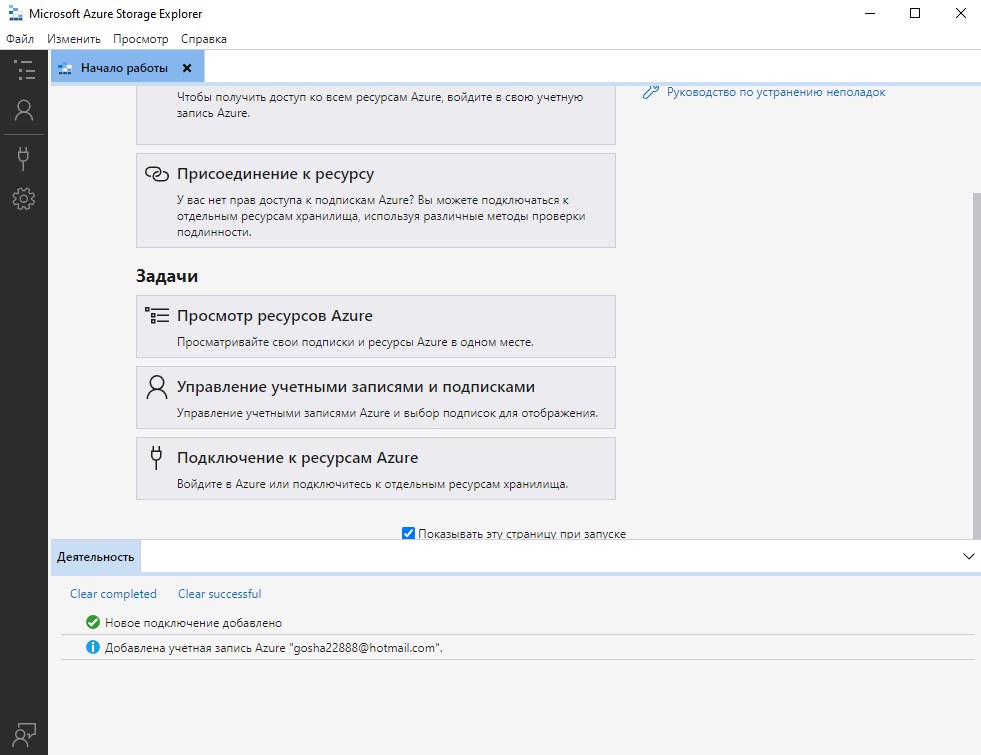 Microsoft Azure Storage Explorer
Файл Изменить Просмотр Справка
Начало работы
Чтобы получить доступ ко всем ресурсам Azure, войдите в свою учетную
запись Azure.
Руководство по устранению неполадок
Присоединение к ресурсу
У вас нет прав доступа к подпискам Azure? Вы можете подключаться к
отдельным ресурсам хранилища, используя различные методы проверки
подлинности.
Задачи
Просмотр ресурсов Azure
Просматривайте свои подписки и ресурсы Azure в одном месте.
Управление учетными записями и подписками
Управление учетными записями Azure и выбор подписок для отображения.
Подключение к ресурсам Azure
Войдите в Azure или подключитесь к отдельным ресурсам хранилища.
Показывать эту страницу при запуске
Деятельность
Clear completed Clear successful
Новое подключение добавлено
Добавлена учетная запись Azure "gosha22888@hotmail.com".